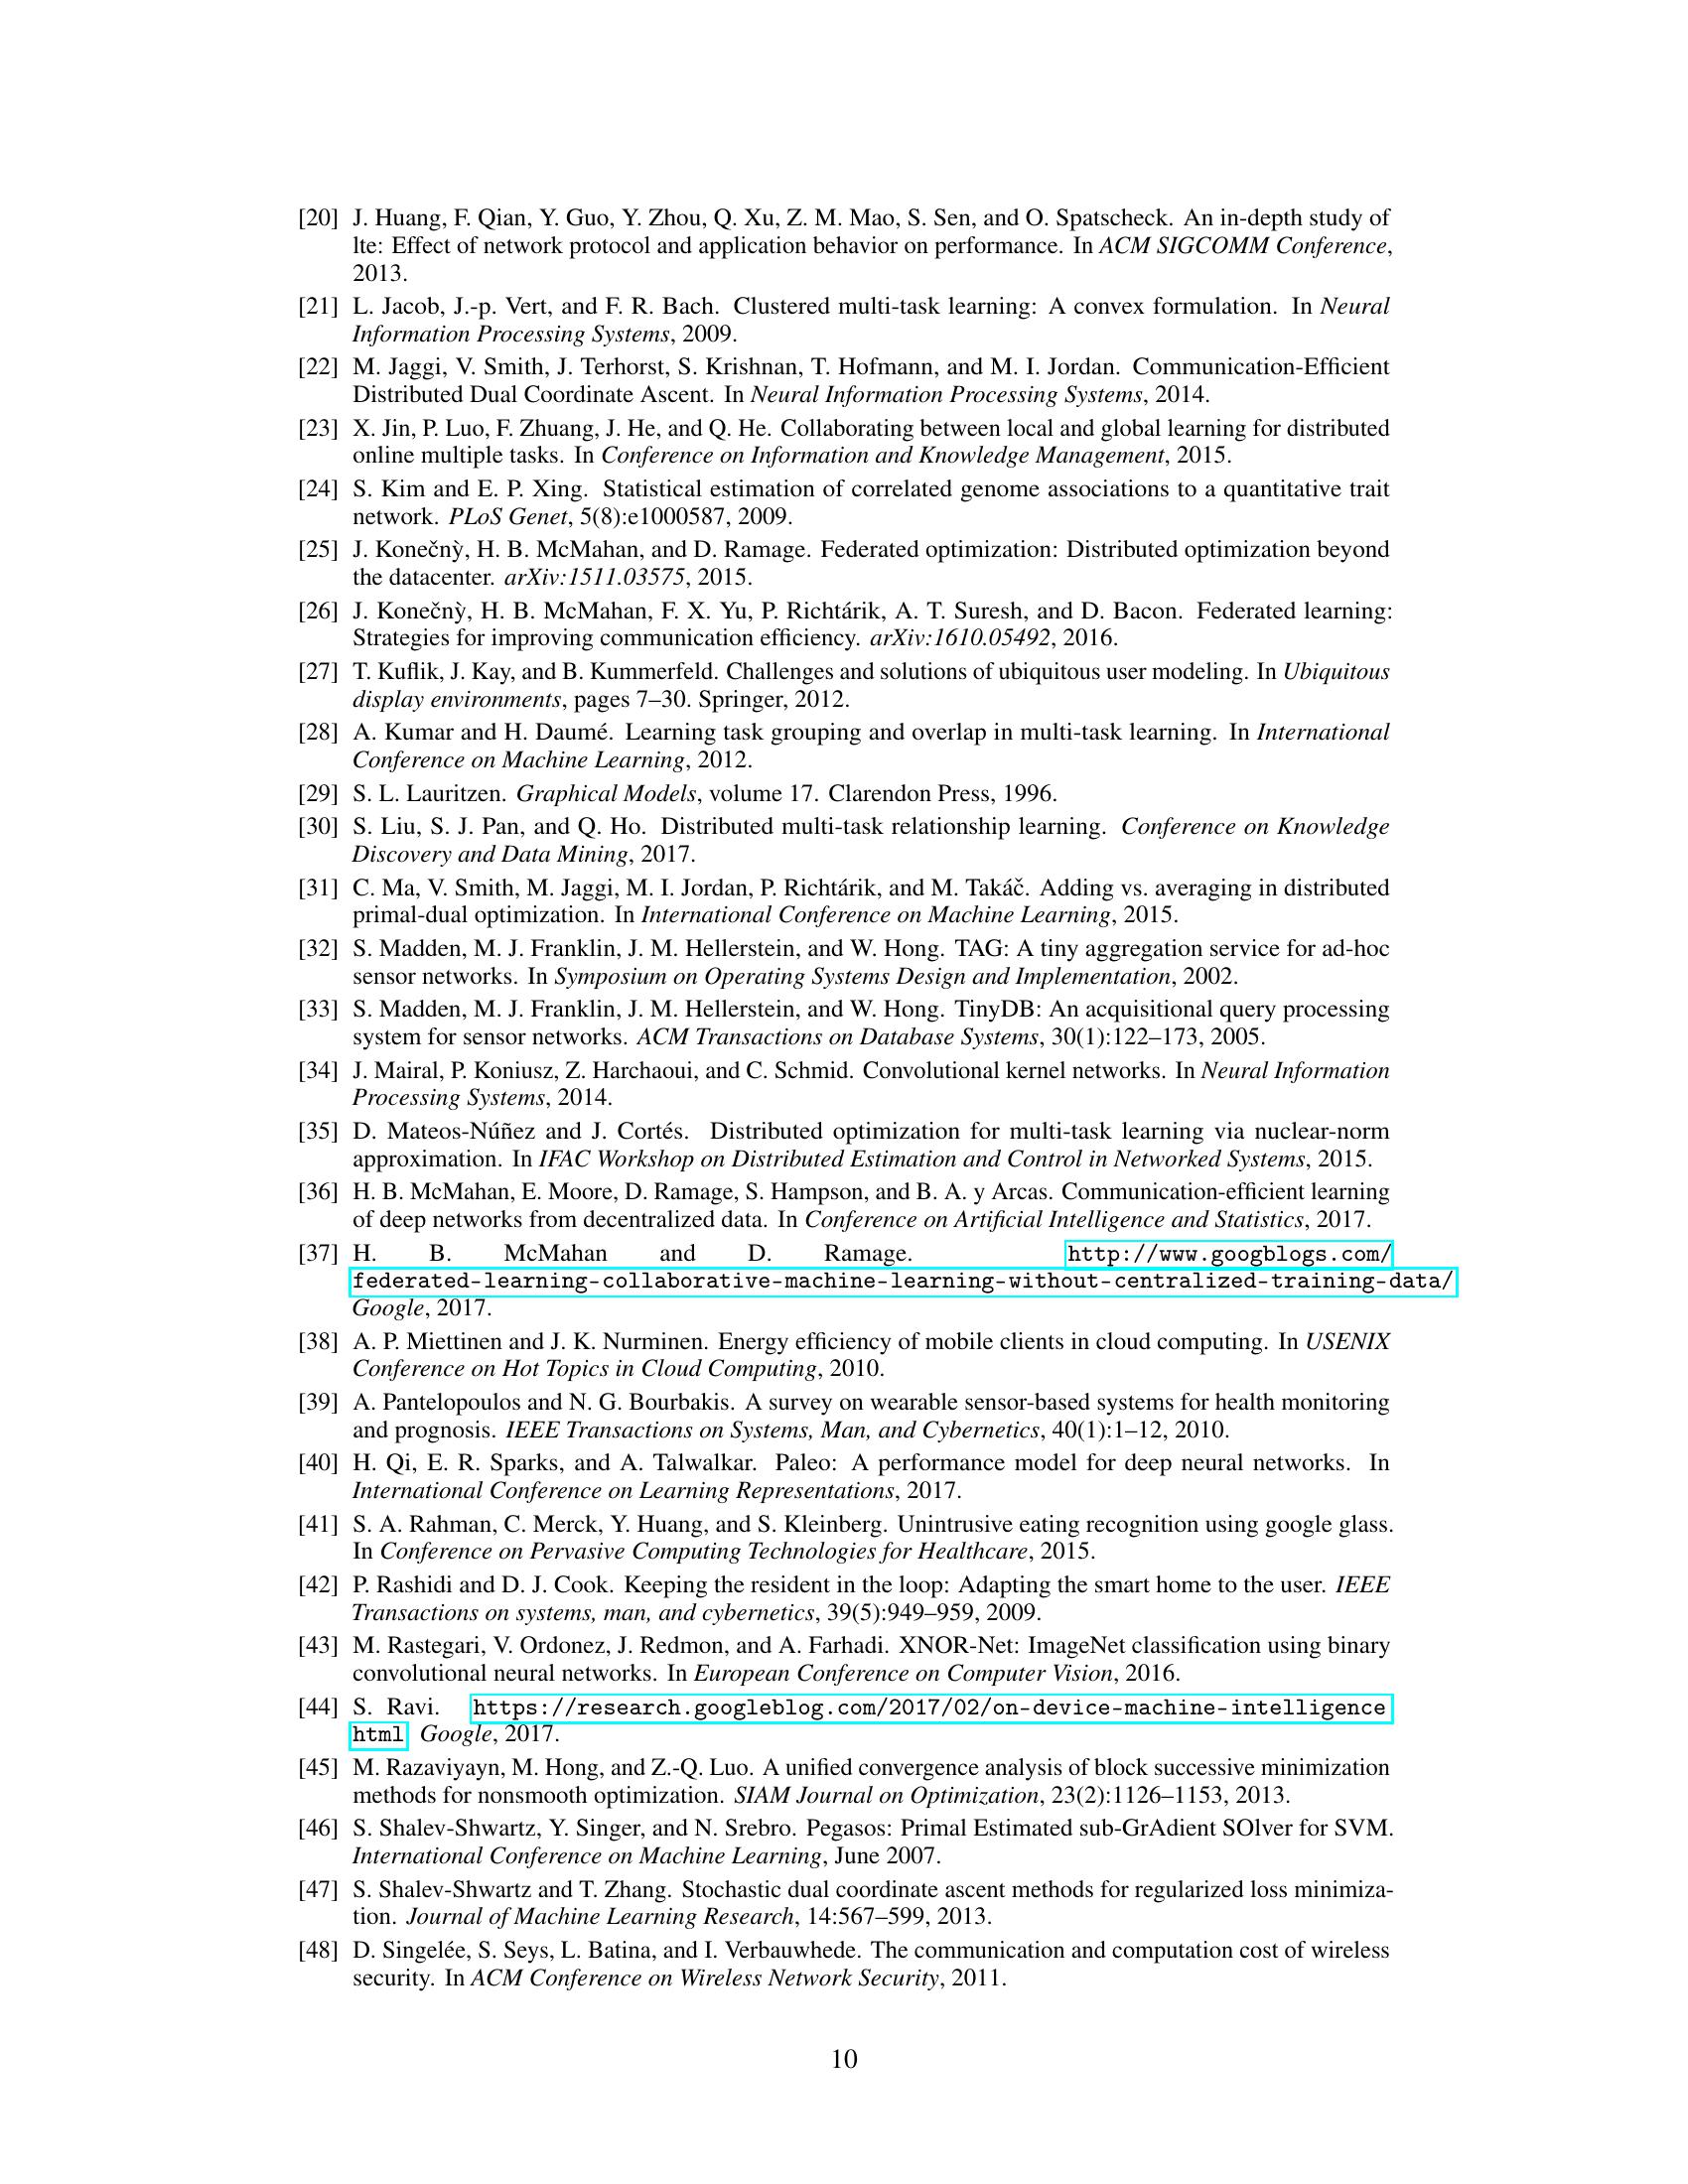 [20] J. Huang, F. Qian, Y. Guo, Y. Zhou, Q. Xu, Z. M. Mao, S. Sen, and O. Spatscheck. An in-depth study of
lte: Effect of network protocol and application behavior on performance. In ACM SIGCOMM Conference,
2013.
[21] L. Jacob, J.-p. Vert, and F. R. Bach. Clustered multi-task learning: A convex formulation. In Neural
Information Processing Systems, 2009.
[22] M. Jaggi, V. Smith, J. Terhorst, S. Krishnan, T. Hofmann, and M. I. Jordan. Communication-Efficient
Distributed Dual Coordinate Ascent. In Neural Information Processing Systems, 2014.
[23] X. Jin, P. Luo, F. Zhuang, J. He, and Q. He. Collaborating between local and global learning for distributed
online multiple tasks. In Conference on Information and Knowledge Management, 2015.
[24] S. Kim and E. P. Xing. Statistical estimation of correlated genome associations to a quantitative trait
network. PLoS Genet, 5(8):e1000587, 2009.
[25] J. Konečnỳ, H. B. McMahan, and D. Ramage. Federated optimization: Distributed optimization beyond
the datacenter. arXiv:1511.03575, 2015.
[26] J. Konečnỳ, H. B. McMahan, F. X. Yu, P. Richtárik, A. T. Suresh, and D. Bacon. Federated learning:
Strategies for improving communication efficiency. arXiv:1610.05492, 2016.
[27] T. Kuflik, J. Kay, and B. Kummerfeld. Challenges and solutions of ubiquitous user modeling. In Ubiquitous
display environments, pages 7–30. Springer, 2012.
[28] A. Kumar and H. Daumé. Learning task grouping and overlap in multi-task learning. In International
Conference on Machine Learning, 2012.
[29] S. L. Lauritzen. Graphical Models, volume 17. Clarendon Press, 1996.
[30] S. Liu, S. J. Pan, and Q. Ho. Distributed multi-task relationship learning. Conference on Knowledge
Discovery and Data Mining, 2017.
[31] C. Ma, V. Smith, M. Jaggi, M. I. Jordan, P. Richtárik, and M. Takáč. Adding vs. averaging in distributed
primal-dual optimization. In International Conference on Machine Learning, 2015.
[32] S. Madden, M. J. Franklin, J. M. Hellerstein, and W. Hong. TAG: A tiny aggregation service for ad-hoc
sensor networks. In Symposium on Operating Systems Design and Implementation, 2002.
[33] S. Madden, M. J. Franklin, J. M. Hellerstein, and W. Hong. TinyDB: An acquisitional query processing
system for sensor networks. ACM Transactions on Database Systems, 30(1):122–173, 2005.
[34] J. Mairal, P. Koniusz, Z. Harchaoui, and C. Schmid. Convolutional kernel networks. In Neural Information
Processing Systems, 2014.
[35] D. Mateos-Núñez and J. Cortés. Distributed optimization for multi-task learning via nuclear-norm
approximation. In IFAC Workshop on Distributed Estimation and Control in Networked Systems, 2015.
[36] H. B. McMahan, E. Moore, D. Ramage, S. Hampson, and B. A. y Arcas. Communication-efficient learning
of deep networks from decentralized data. In Conference on Artificial Intelligence and Statistics, 2017.
[37] H. B. McMahan and D. Ramage. http://www.googblogs.com/
federated-learning-collaborative-machine-learning-without-centralized-training-data/
Google, 2017.
[38] A. P. Miettinen and J. K. Nurminen. Energy efficiency of mobile clients in cloud computing. In USENIX
Conference on Hot Topics in Cloud Computing, 2010.
[39] A. Pantelopoulos and N. G. Bourbakis. A survey on wearable sensor-based systems for health monitoring
and prognosis. IEEE Transactions on Systems, Man, and Cybernetics, 40(1):1–12, 2010.
[40] H. Qi, E. R. Sparks, and A. Talwalkar. Paleo: A performance model for deep neural networks. In
International Conference on Learning Representations, 2017.
[41] S. A. Rahman, C. Merck, Y. Huang, and S. Kleinberg. Unintrusive eating recognition using google glass.
In Conference on Pervasive Computing Technologies for Healthcare, 2015.
[42] P. Rashidi and D. J. Cook. Keeping the resident in the loop: Adapting the smart home to the user. IEEE
Transactions on systems, man, and cybernetics, 39(5):949–959, 2009.
[43] M. Rastegari, V. Ordonez, J. Redmon, and A. Farhadi. XNOR-Net: ImageNet classification using binary
convolutional neural networks. In European Conference on Computer Vision, 2016.
[44] S. Ravi. https://research.googleblog.com/2017/02/on-device-machine-intelligence
html Google, 2017.
[45] M. Razaviyayn, M. Hong, and Z.-Q. Luo. A unified convergence analysis of block successive minimization
methods for nonsmooth optimization. SIAM Journal on Optimization, 23(2):1126–1153, 2013.
[46] S. Shalev-Shwartz, Y. Singer, and N. Srebro. Pegasos: Primal Estimated sub-GrAdient SOlver for SVM.
International Conference on Machine Learning, June 2007.
[47] S. Shalev-Shwartz and T. Zhang. Stochastic dual coordinate ascent methods for regularized loss minimiza-
tion. Journal of Machine Learning Research, 14:567–599, 2013.
[48] D. Singelée, S. Seys, L. Batina, and I. Verbauwhede. The communication and computation cost of wireless
security. In ACM Conference on Wireless Network Security, 2011.
10